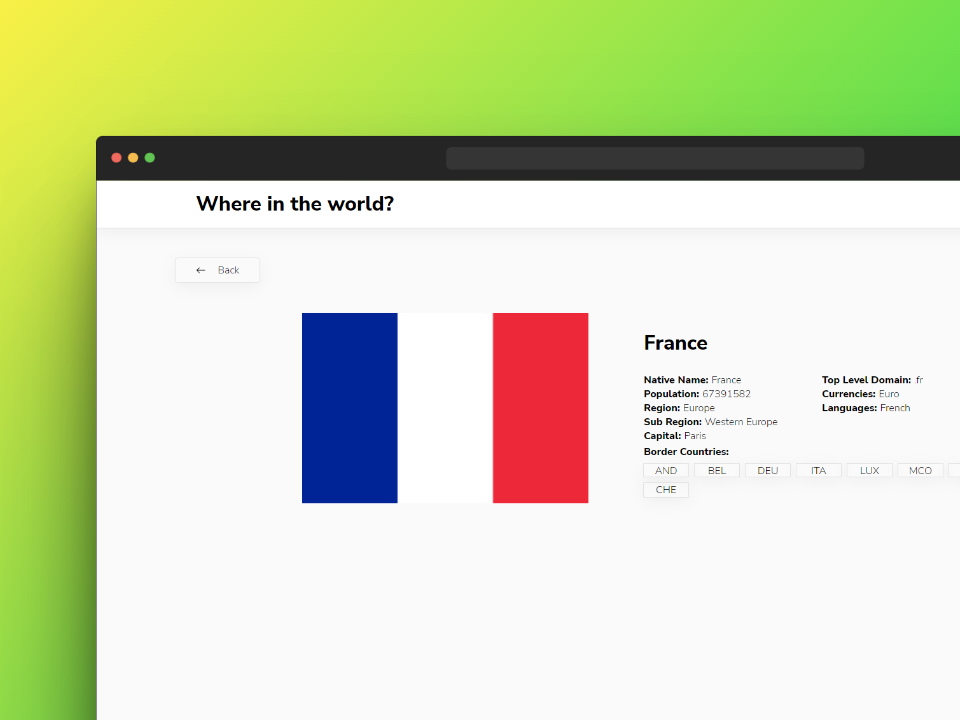 Where in the world?
← Back
France
Native Name: France
Population: 67391582
Region: Europe
Sub Region: Western Europe
Capital: Paris
Top Level Domain: .fr
Currencies: Euro
Languages: French
Border Countries:
AND BEL DEU ITA LUX MCO
CHE